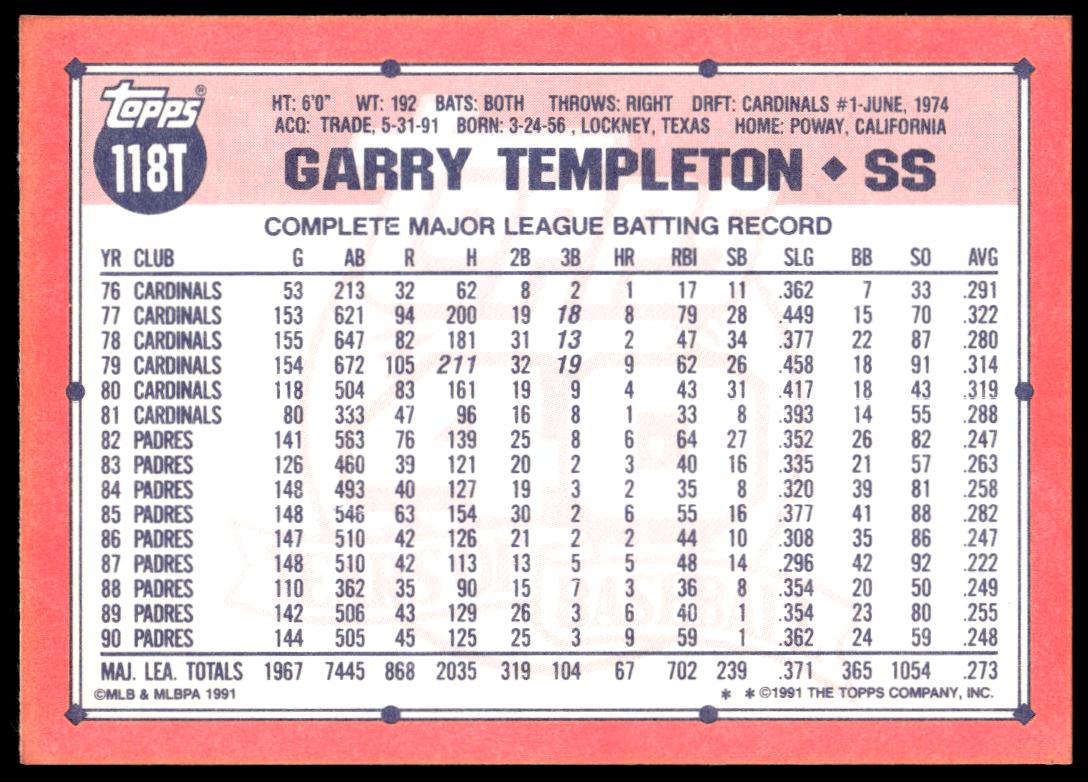 Topps®
118T
HT: 6'0" WT: 192 BATS: BOTH THROWS: RIGHT DRFT: CARDINALS #1-JUNE, 1974
ACQ: TRADE, 5-31-91 BORN: 3-24-56 , LOCKNEY, TEXAS HOME: POWAY, CALIFORNIA
GARRY TEMPLETON ◆ SS
COMPLETE MAJOR LEAGUE BATTING RECORD
YR CLUB G AB R H 2B 3B HR RBI SB SLG BB SO AVG
76 CARDINALS 53 213 32 62 8 2 1 17 11 .362 7 33 .291
77 CARDINALS 153 621 94 200 19 18 8 79 28 .449 15 70 .322
78 CARDINALS 155 647 82 181 31 13 2 47 34 .377 22 87 .280
79 CARDINALS 154 672 105 211 32 19 9 62 26 .458 18 91 .314
80 CARDINALS 118 504 83 161 19 9 4 43 31 .417 18 43 .319
81 CARDINALS 80 333 47 96 16 8 1 33 8 .393 14 55 .288
82 PADRES 141 563 76 139 25 8 6 64 27 .352 26 82 .247
83 PADRES 126 460 39 121 20 2 3 40 16 .335 21 57 .263
84 PADRES 148 493 40 127 19 3 2 35 8 .320 39 81 .258
85 PADRES 148 546 63 154 30 2 6 55 16 .377 41 88 .282
86 PADRES 147 510 42 126 21 2 2 44 10 .308 35 86 .247
87 PADRES 148 510 42 113 13 5 5 48 14 .296 42 92 .222
88 PADRES 110 362 35 90 15 7 3 36 8 .354 20 50 .249
89 PADRES 142 506 43 129 26 3 6 40 1 .354 23 80 .255
90 PADRES 144 505 45 125 25 3 9 59 1 .362 24 59 .248
MAJ. LEA. TOTALS 1967 7445 868 2035 319 104 67 702 239 .371 365 1054 .273
©MLB & MLBPA 1991 * * ©1991 THE TOPPS COMPANY, INC.